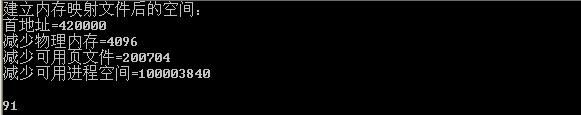 建立内存映射文件后的空间:
首地址=420000
减少物理内存=4096
减少可用页文件=200704
减少可用进程空间=100003840
91